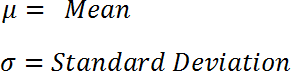 μ = Mean
σ = Standard Deviation